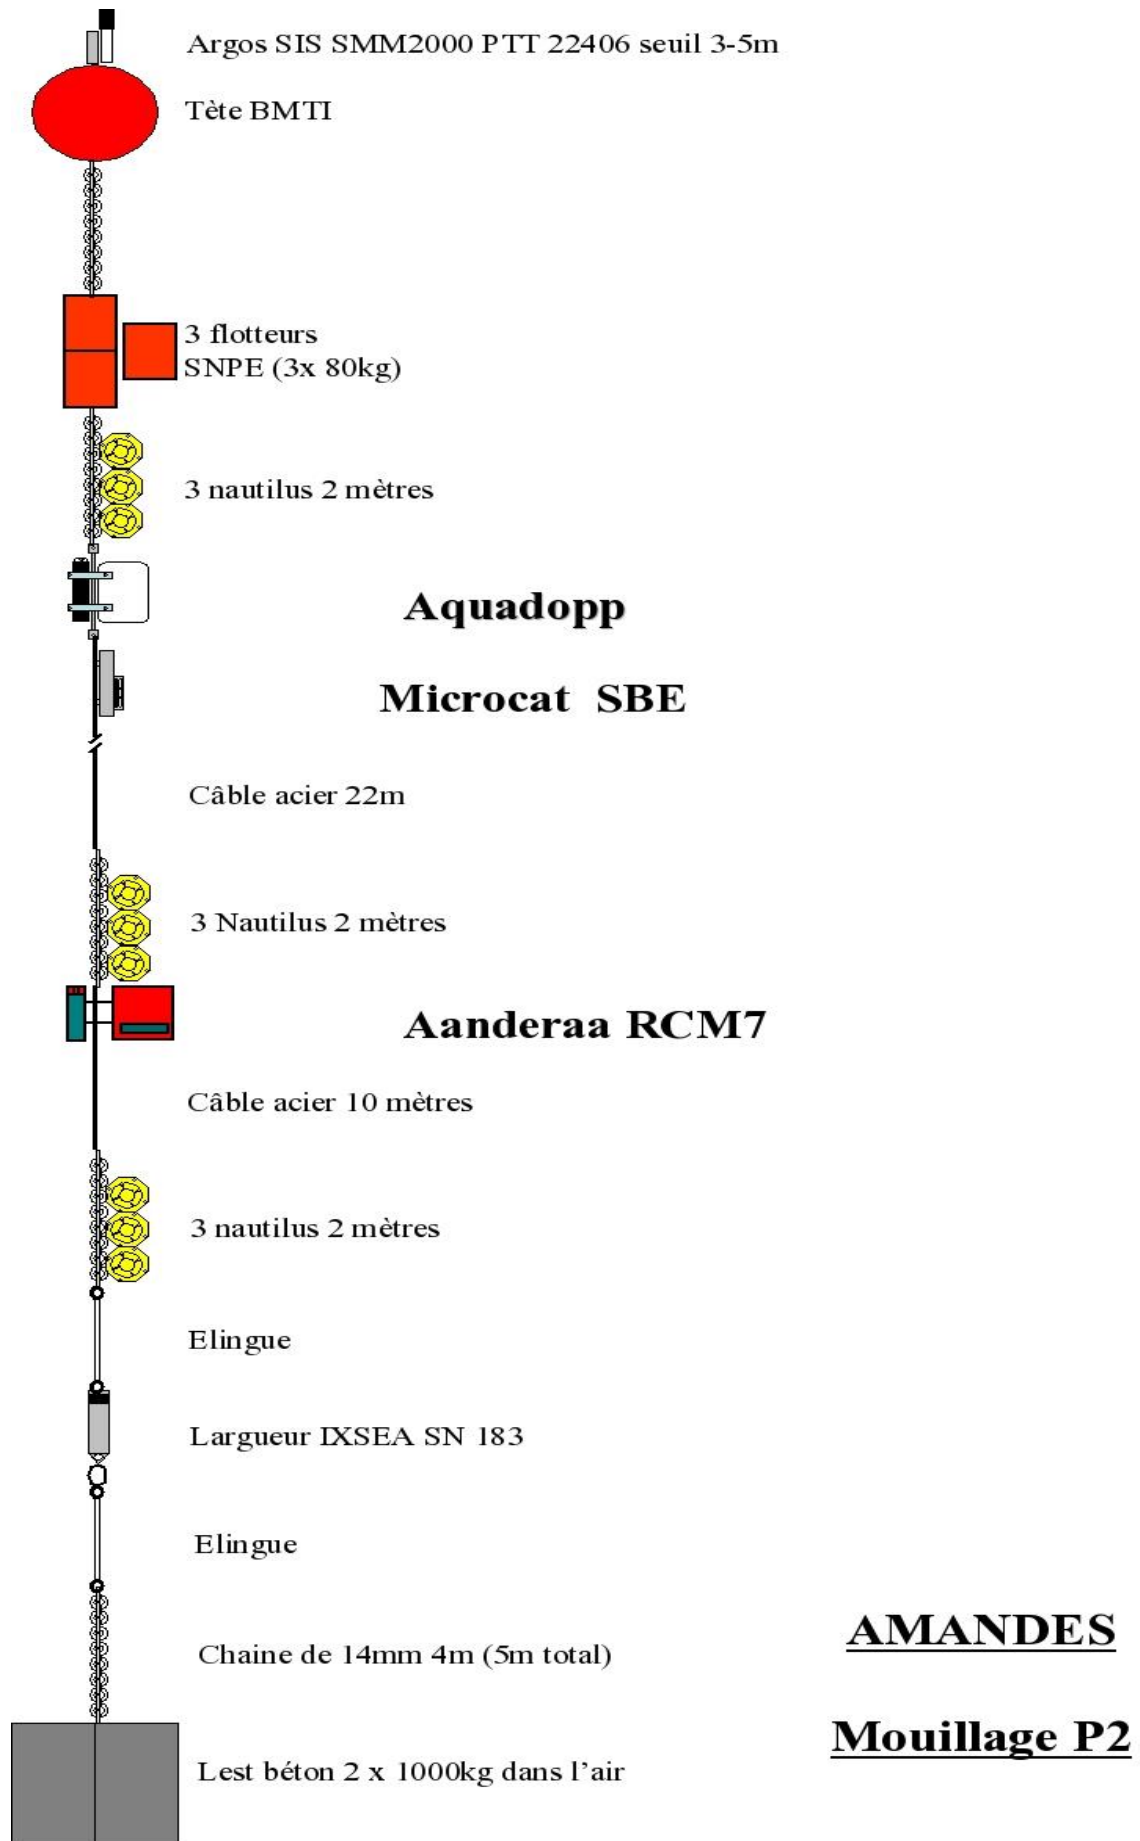 Argos SIS SMM2000 PTT 22406 seuil 3-5m
Tète BMTI
3 flotteurs
SNPE (3x 80kg)
3 nautilus 2 mètres
Aquadopp
Microcat SBE
Câble acier 22m
3 Nautilus 2 mètres
Aanderaa RCM7
Câble acier 10 mètres
3 nautilus 2 mètres
Elingue
Largueur IXSEA SN 183
Elingue
Chaine de 14mm 4m (5m total)
AMANDES
Mouillage P2
Lest béton 2 x 1000kg dans l’air